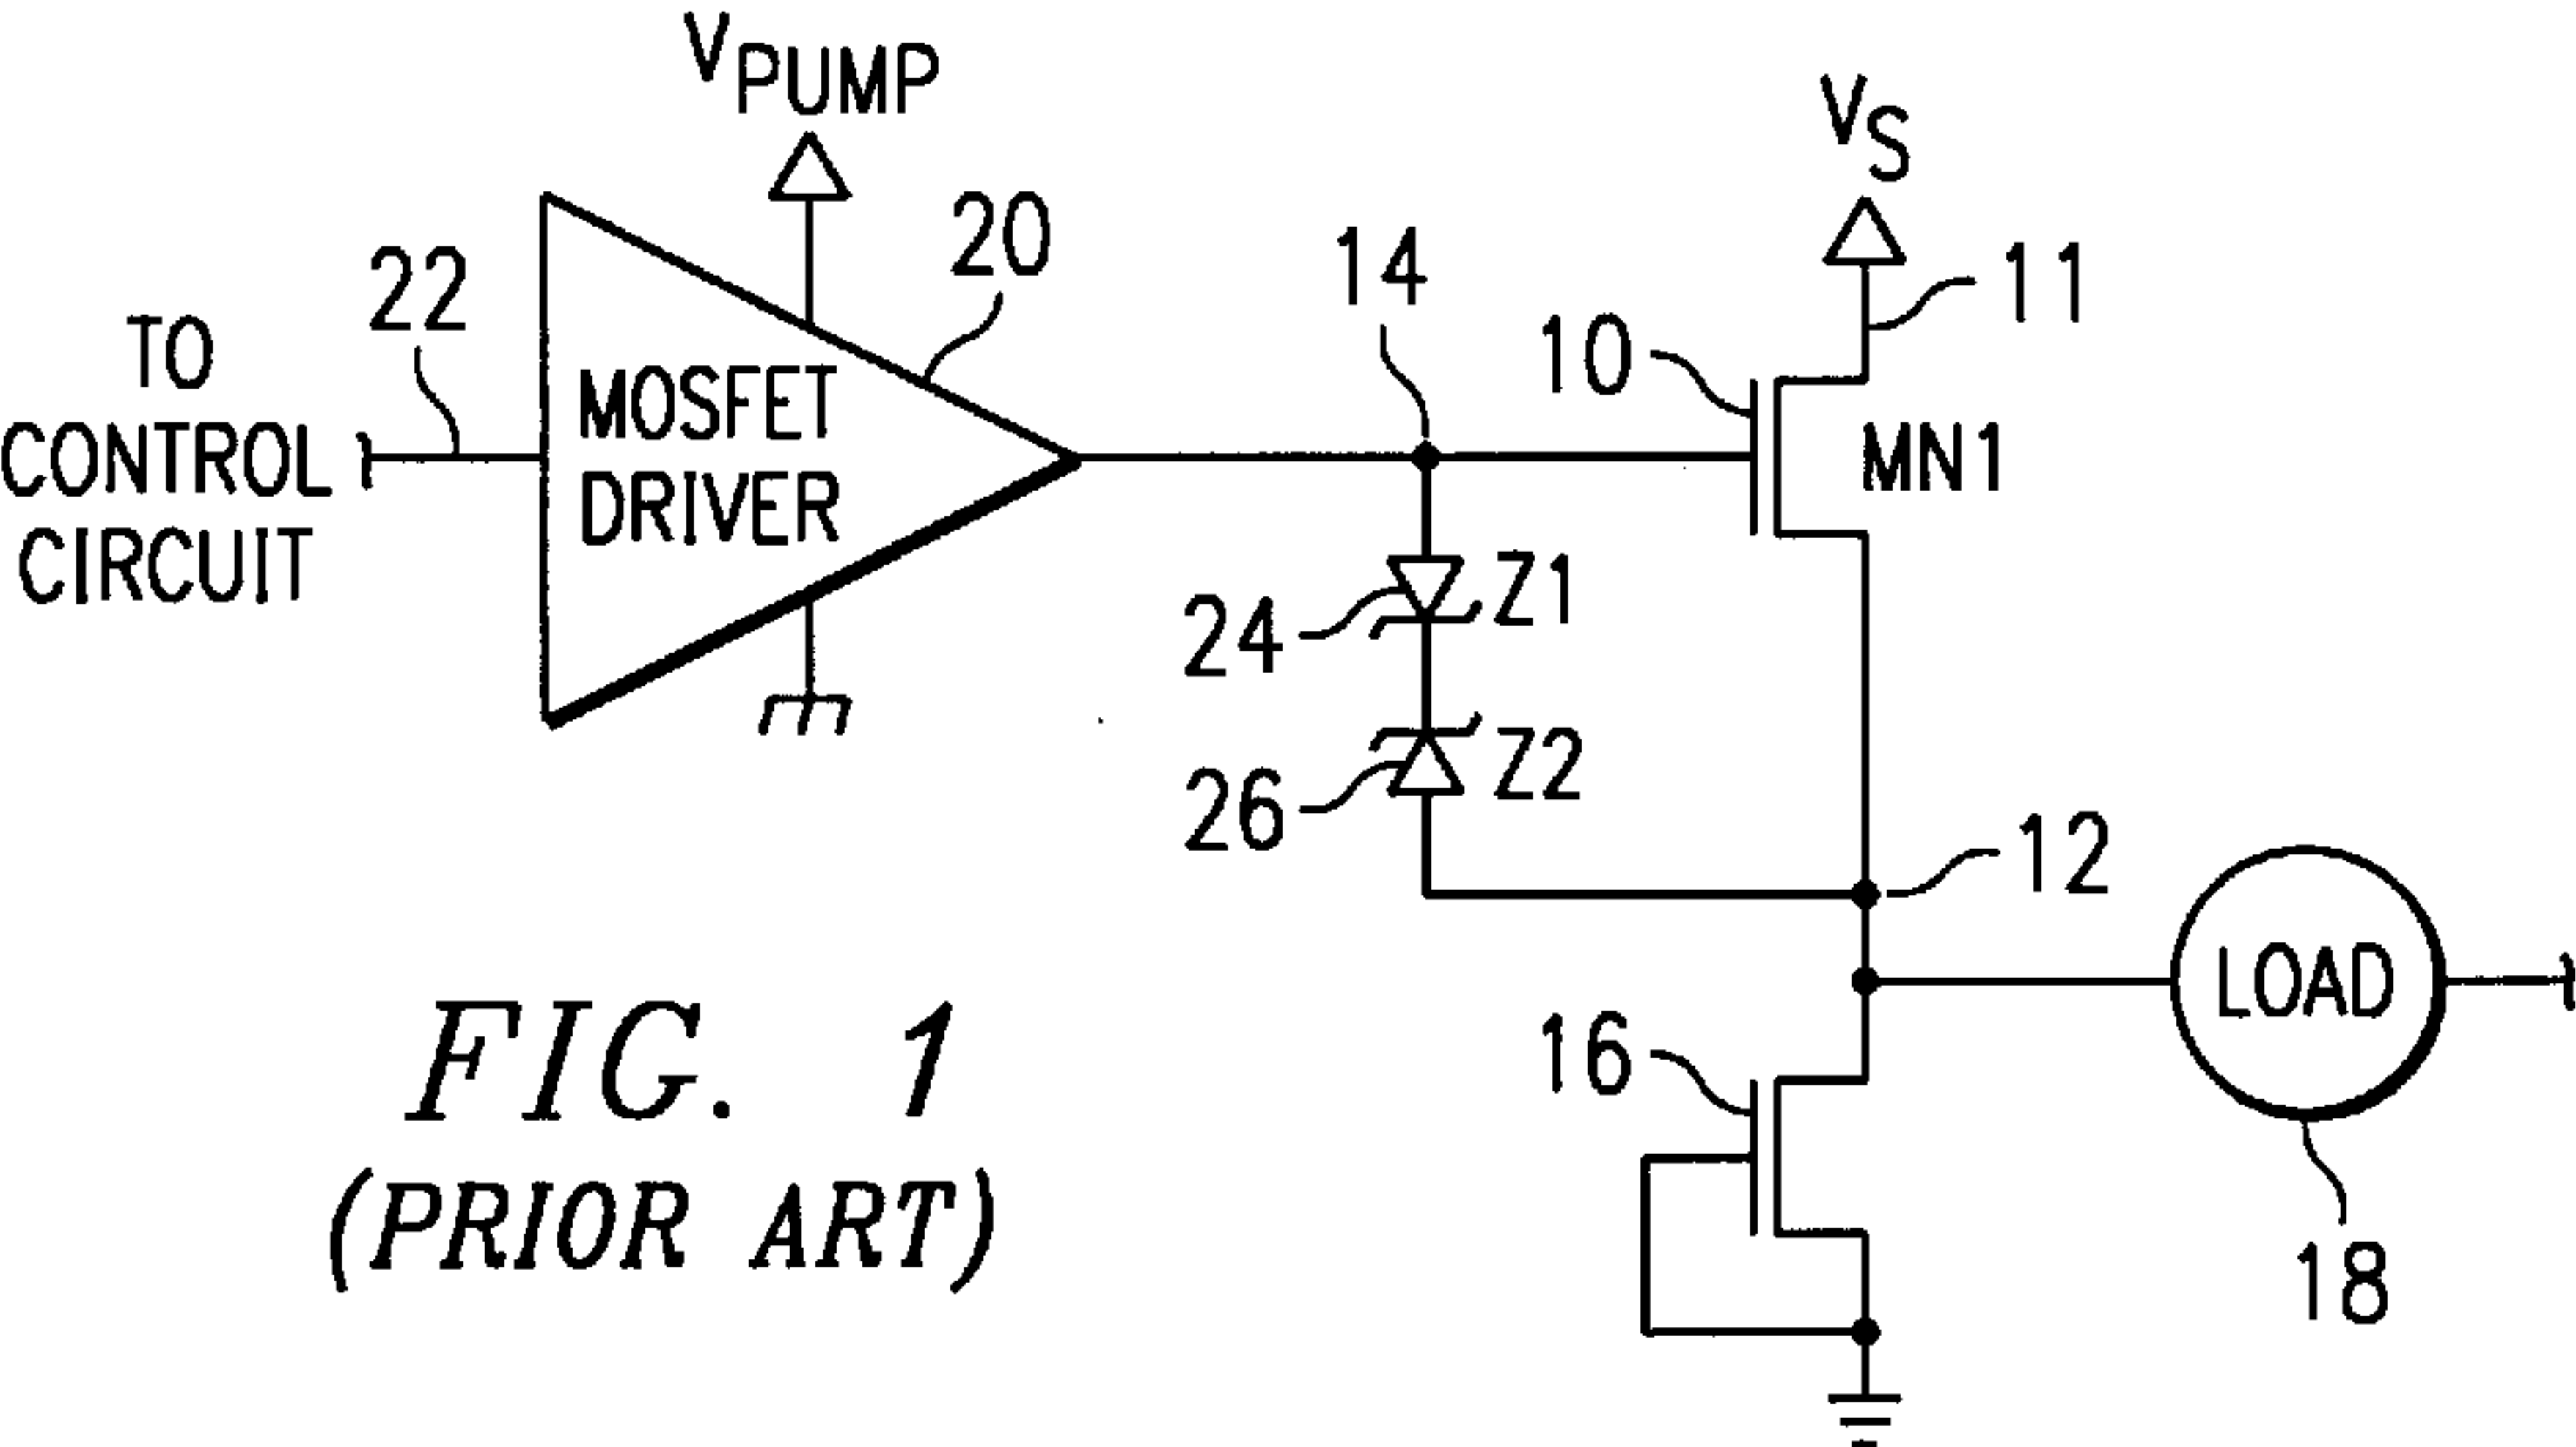 VPUMP
VS
20
14
11
22
10
TO
CONTROL
CIRCUIT
MOSFET
DRIVER
MN1
24
Z1
26
Z2
12
LOAD
16
18
FIG. 1
(PRIOR ART)